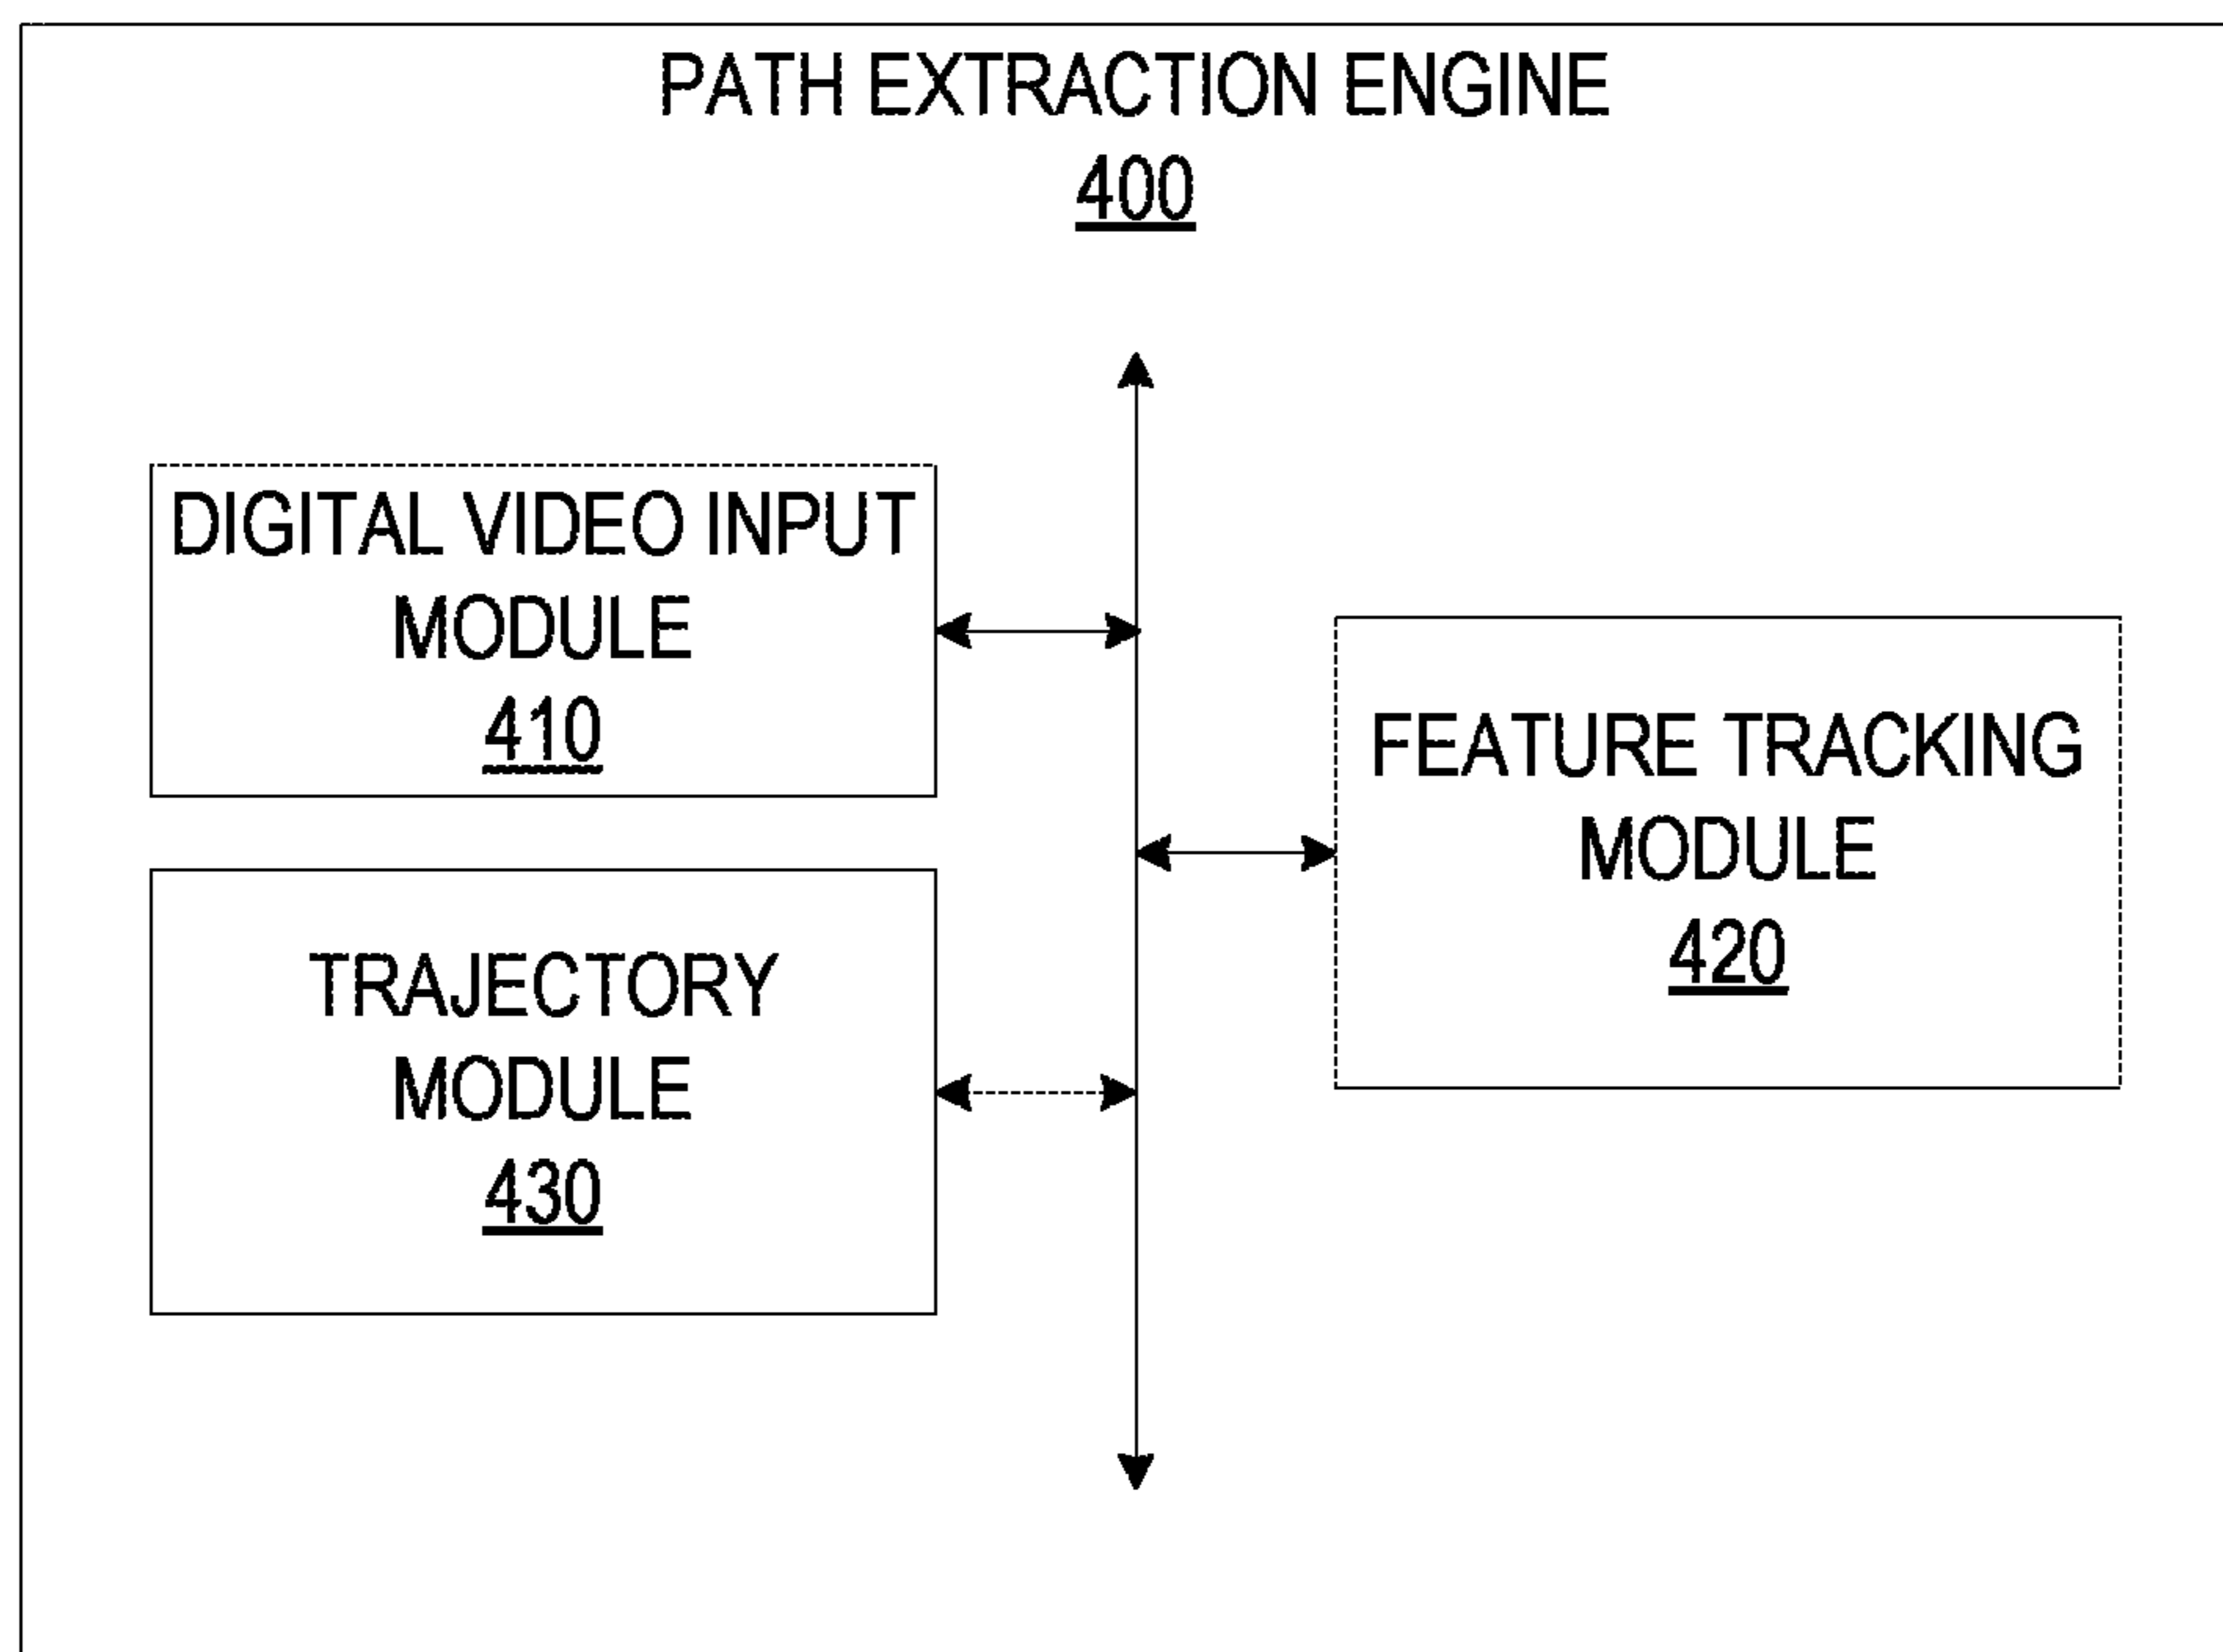 PATH EXTRACTION ENGINE
400
DIGITAL VIDEO INPUT
MODULE
410
FEATURE TRACKING
MODULE
420
TRAJECTORY
MODULE
430